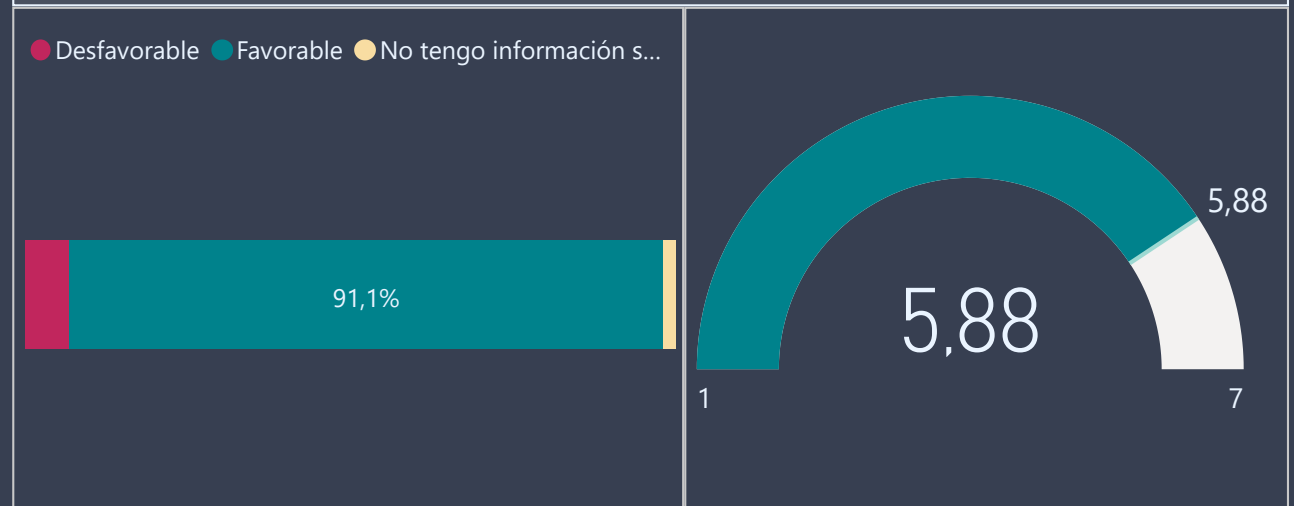 Desfavorable Favorable No tengo información s...
91,1%
5,88
5,88
1 7